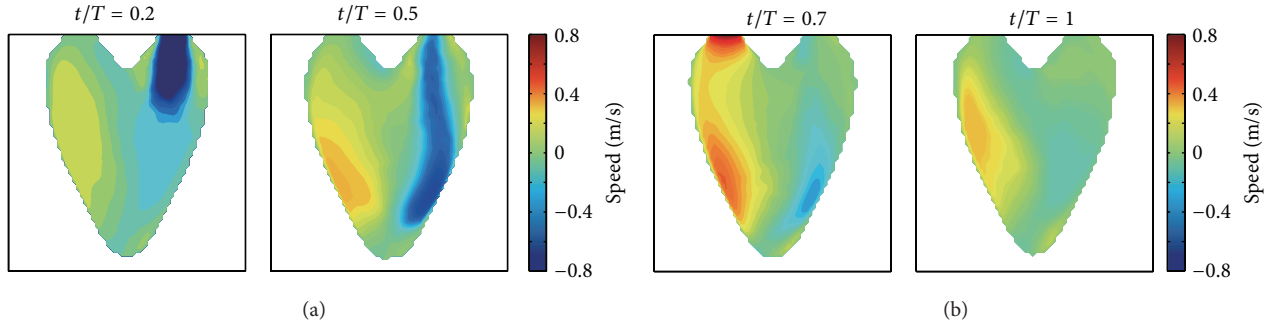 t/T = 0.2
t/T = 0.5
0.8
0.4
0
−0.4
−0.8
Speed (m/s)
(a)
t/T = 0.7
t/T = 1
0.8
0.4
0
−0.4
−0.8
Speed (m/s)
(b)